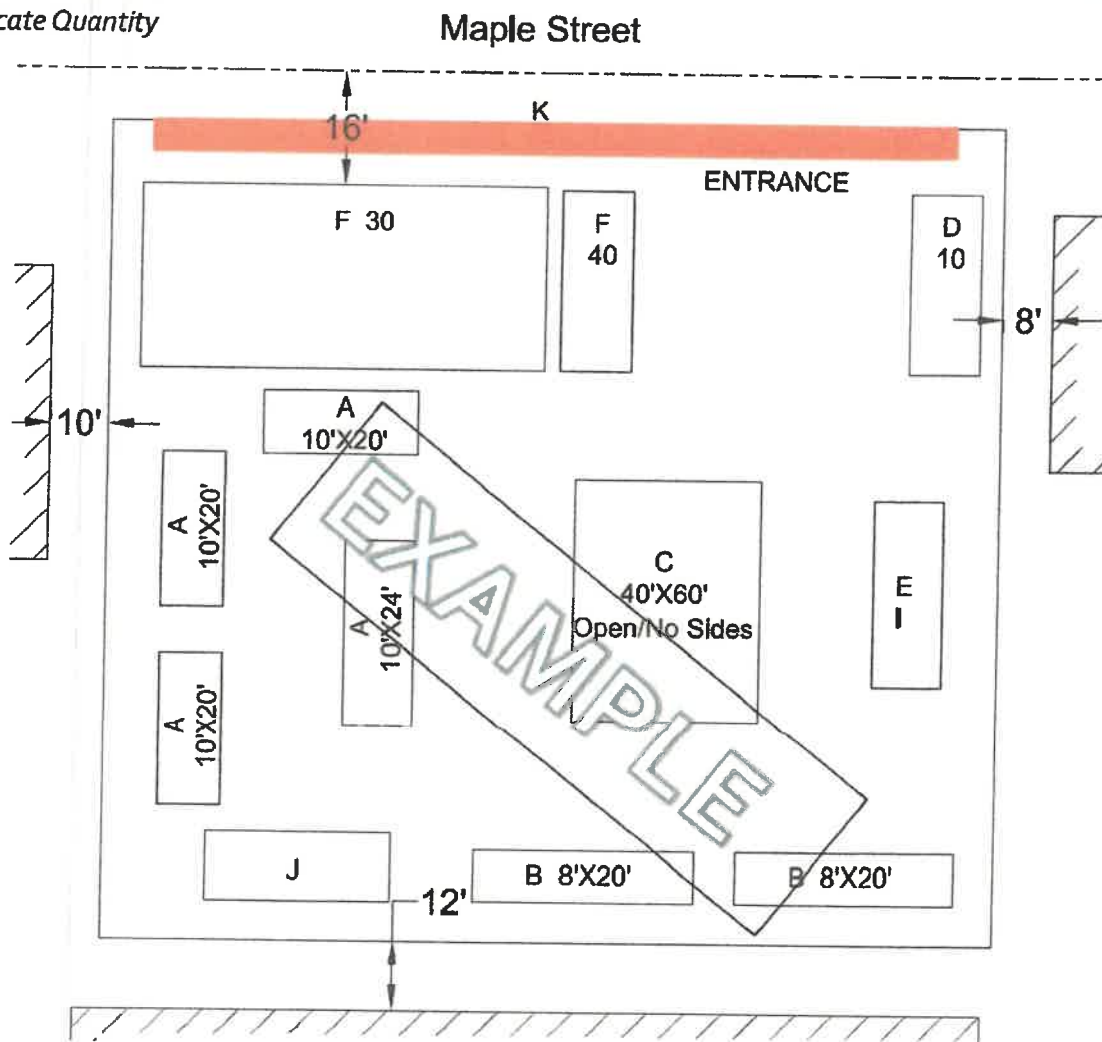 cate Quantity
Maple Street
K
16'
ENTRANCE
F 30
F
40
D
10
8'
10'
A
10'X20'
A
10'X20'
A
10'X24'
C
40'X60'
Open/No Sides
E
I
A
10'X20'
EXAMPLE
J
B 8'X20'
B 8'X20'
12'